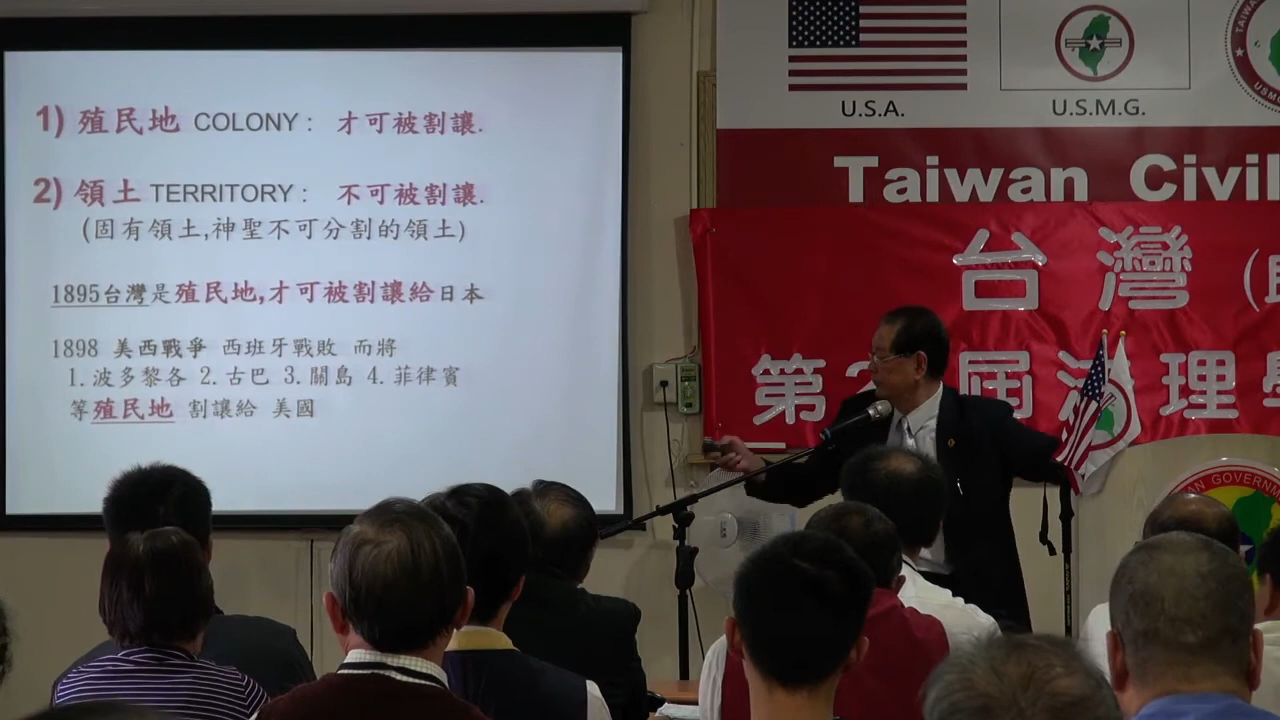 1) 殖民地 COLONY : 才可被割讓.
2) 領土 TERRITORY : 不可被割讓.
(固有領土,神聖不可分割的領土)
1895台灣是殖民地,才可被割讓給日本
1898 美西戰爭 西班牙戰敗 而將
1. 波多黎各 2. 古巴 3. 關島 4. 菲律賓
等殖民地 割讓給 美國
U.S.A.
U.S.M.G.
Taiwan Civil
台灣
第 屆 理